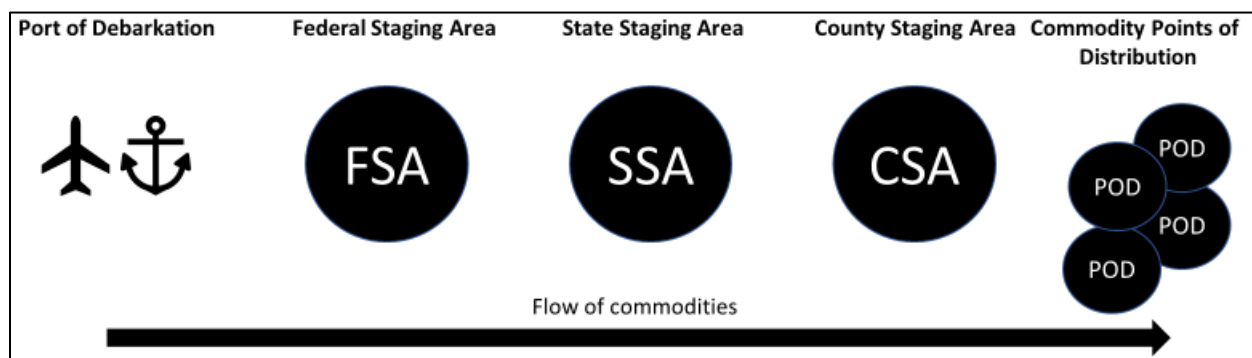 Port of Debarkation
Federal Staging Area
State Staging Area
County Staging Area
Commodity Points of
Distribution
FSA
SSA
CSA
POD
POD
POD
POD
Flow of commodities